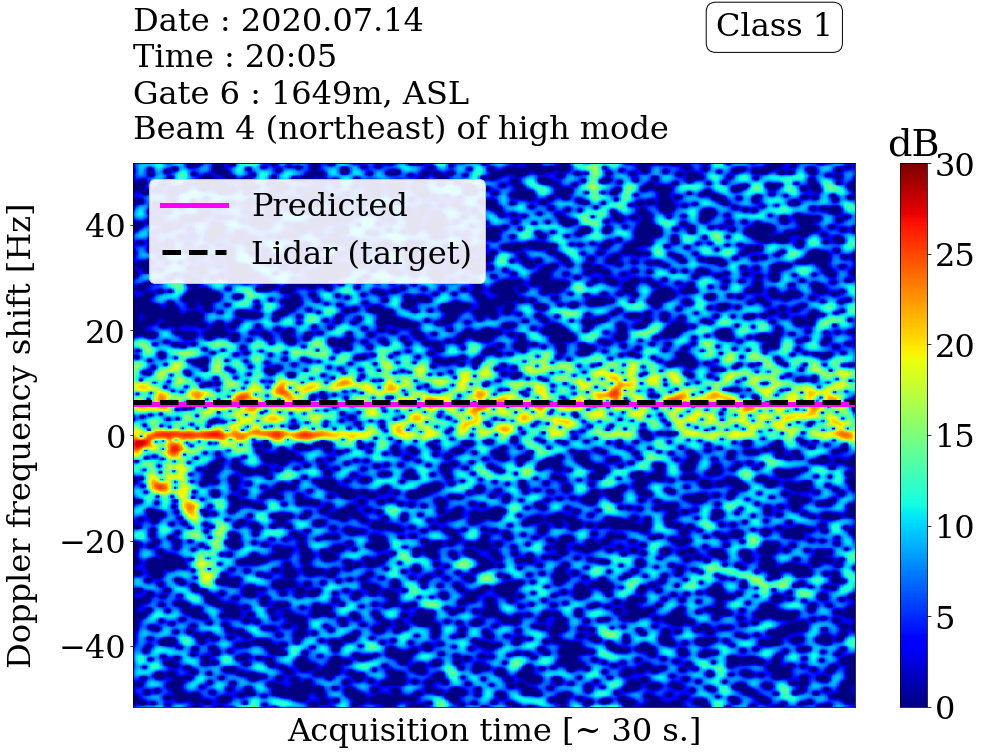 Date : 2020.07.14
Time : 20:05
Gate 6 : 1649m, ASL
Beam 4 (northeast) of high mode
Class 1
dB
Predicted
Lidar (target)
Doppler frequency shift [Hz]
40
20
0
−20
−40
30
25
20
15
10
5
0
Acquisition time [~ 30 s.]